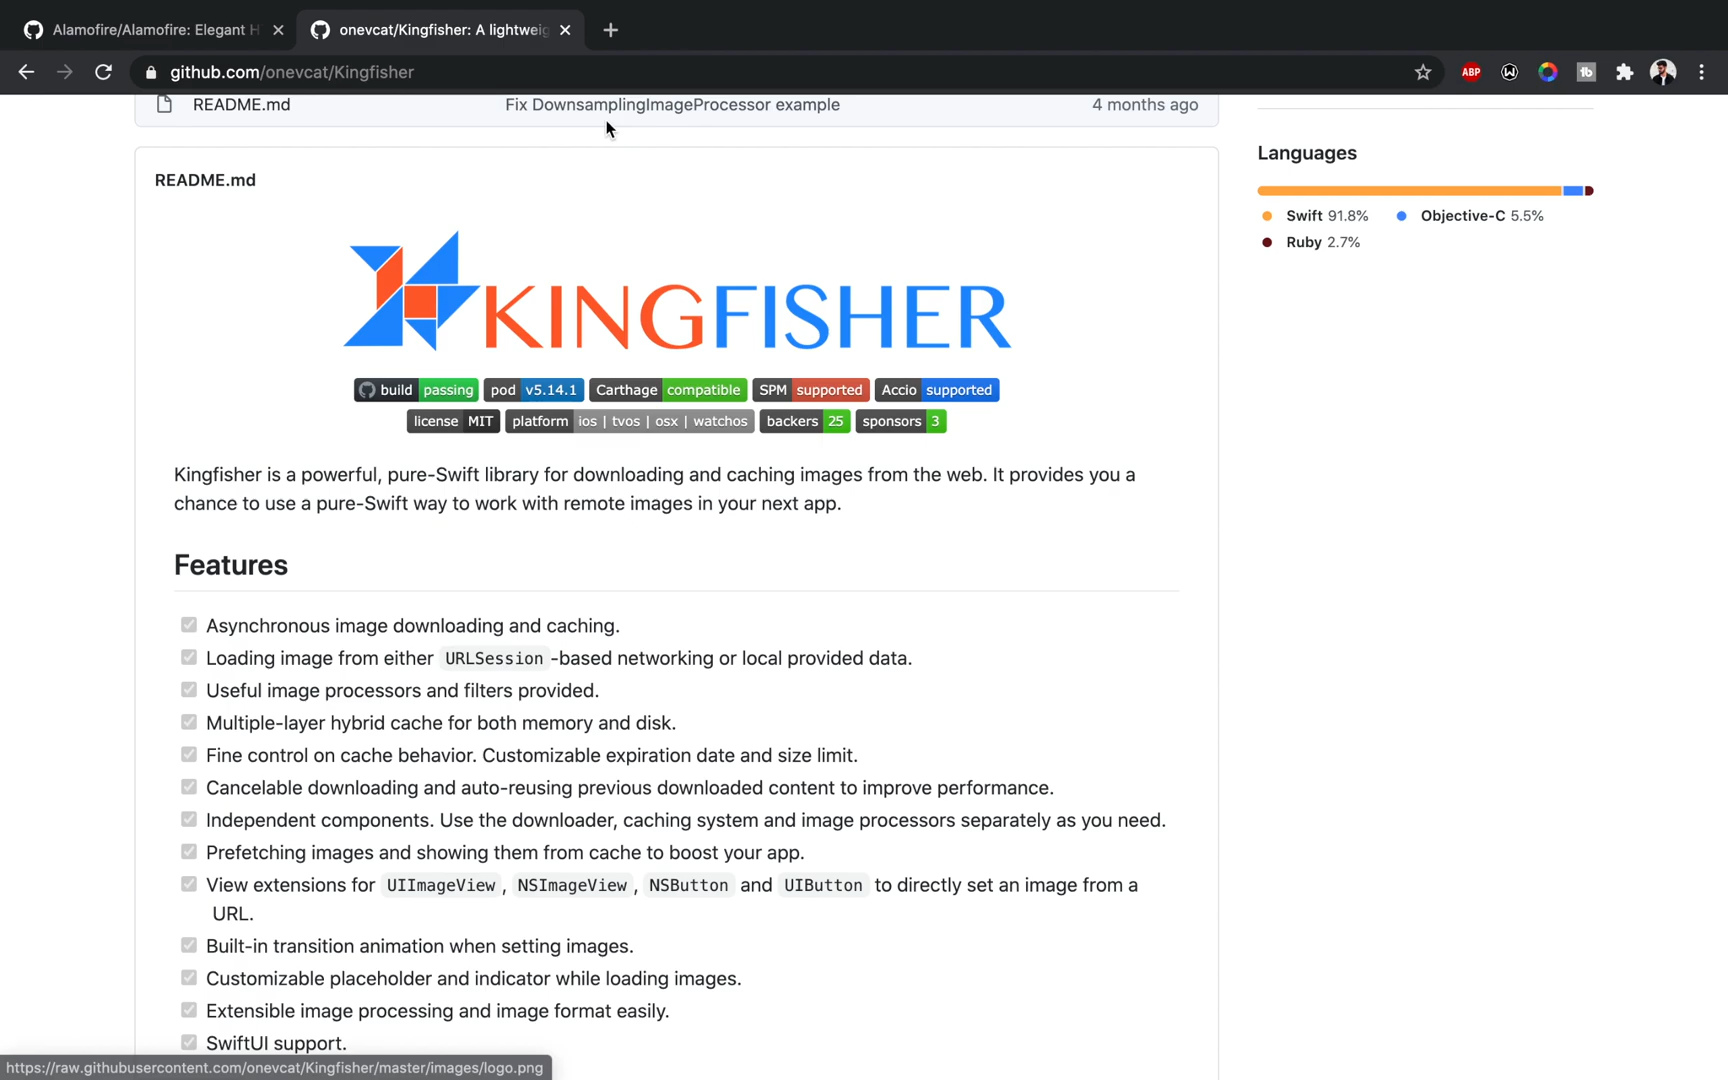 Alamofire/Alamofire: Elegant H
onevcat/Kingfisher: A lightweig
github.com/onevcat/Kingfisher
ABP
tb
README.md Fix DownsamplingImageProcessor example 4 months ago
README.md
KINGFISHER
build passing pod v5.14.1 Carthage compatible SPM supported Accio supported
license MIT platform ios | tvos | osx | watchos backers 25 sponsors 3
Kingfisher is a powerful, pure-Swift library for downloading and caching images from the web. It provides you a
chance to use a pure-Swift way to work with remote images in your next app.
Features
Asynchronous image downloading and caching.
Loading image from either URLSession -based networking or local provided data.
Useful image processors and filters provided.
Multiple-layer hybrid cache for both memory and disk.
Fine control on cache behavior. Customizable expiration date and size limit.
Cancelable downloading and auto-reusing previous downloaded content to improve performance.
Independent components. Use the downloader, caching system and image processors separately as you need.
Prefetching images and showing them from cache to boost your app.
View extensions for UIImageView , NSImageView , NSButton and UIButton to directly set an image from a
URL.
Built-in transition animation when setting images.
Customizable placeholder and indicator while loading images.
Extensible image processing and image format easily.
SwiftUI support.
Languages
Swift 91.8% Objective-C 5.5%
Ruby 2.7%
https://raw.githubusercontent.com/onevcat/Kingfisher/master/images/logo.png